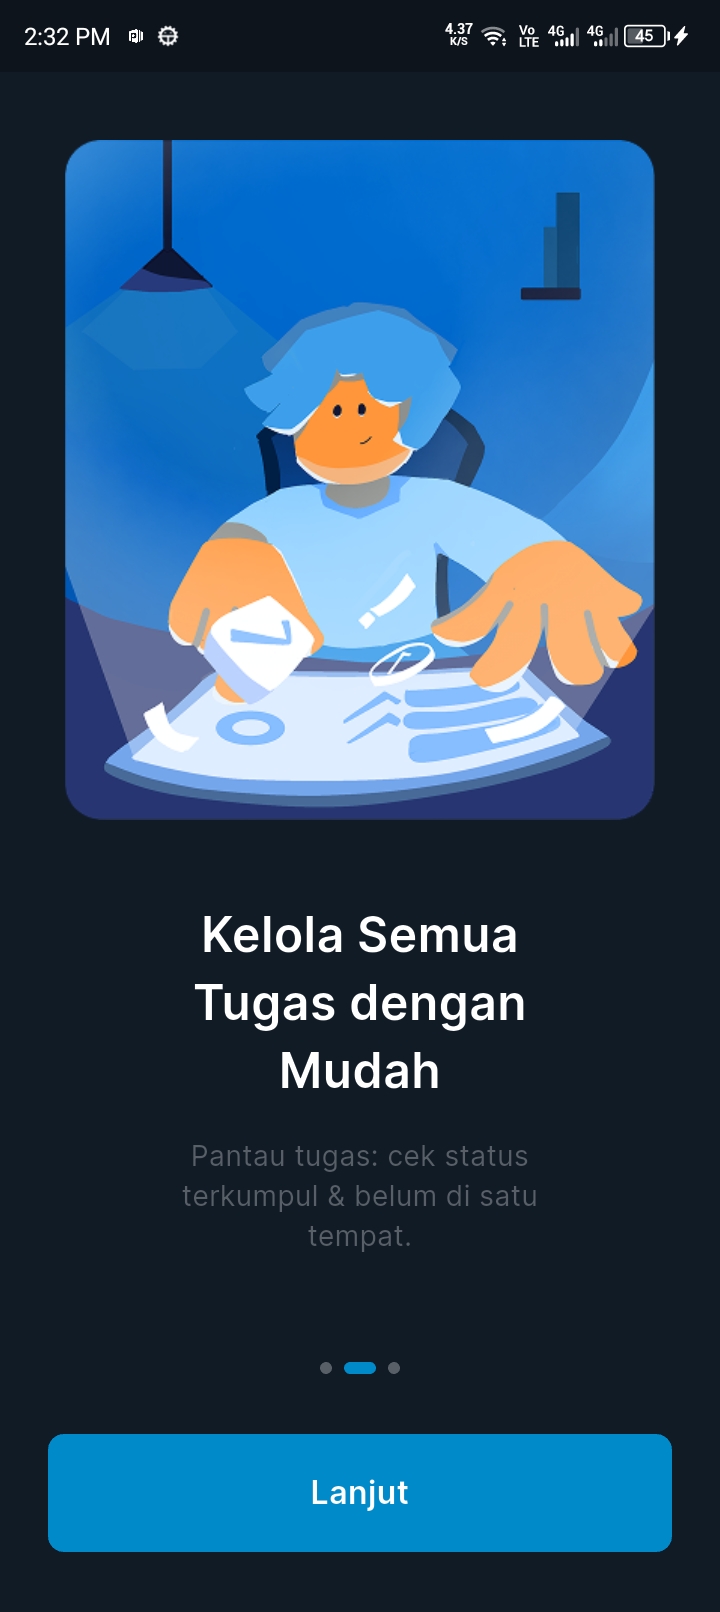 2:32 PM
4.37
K/S
Vo
LTE
4G
4G
45
Kelola Semua
Tugas dengan
Mudah
Pantau tugas: cek status
terkumpul & belum di satu
tempat.
Lanjut